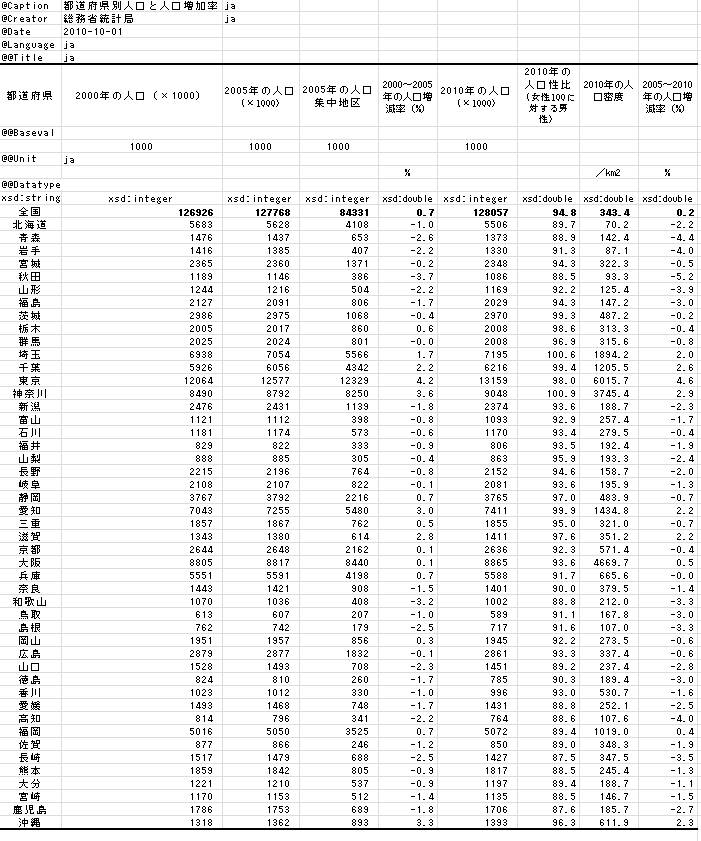 @Caption 都道府県別人口と人口増加率 ja
@Creator 総務省統計局 ja
@Date 2010-10-01
@Language ja
@@Title ja
都道府県 2000年の人口 (×1000) 2005年の人口 (×1000) 2005年の人口集中地区 2000～2005年の人口増減率 (%) 2010年の人口 (×1000) 2010年の人口性比 (女性100に対する男性) 2010年の人口密度 2005～2010年の人口増減率 (%)
@@Baseval
1000 1000 1000 1000
@@Unit ja
% ／km2 %
@@Datatype
xsd:string xsd:integer xsd:integer xsd:integer xsd:double xsd:integer xsd:double xsd:double xsd:double
全国 126926 127768 84331 0.7 128057 94.8 343.4 0.2
北海道 5683 5628 4108 -1.0 5506 89.7 70.2 -2.2
青森 1476 1437 653 -2.6 1373 88.9 142.4 -4.4
岩手 1416 1385 407 -2.2 1330 91.3 87.1 -4.0
宮城 2365 2360 1371 -0.2 2348 94.3 322.3 -0.5
秋田 1189 1146 386 -3.7 1086 88.5 93.3 -5.2
山形 1244 1216 504 -2.2 1169 92.2 125.4 -3.9
福島 2127 2091 806 -1.7 2029 94.3 147.2 -3.0
茨城 2986 2975 1068 -0.4 2970 99.3 487.2 -0.2
栃木 2005 2017 860 0.6 2008 98.6 313.3 -0.4
群馬 2025 2024 801 -0.0 2008 96.9 315.6 -0.8
埼玉 6938 7054 5566 1.7 7195 100.6 1894.2 2.0
千葉 5926 6056 4342 2.2 6216 99.4 1205.5 2.6
東京 12064 12577 12329 4.2 13159 98.0 6015.7 4.6
神奈川 8490 8792 8250 3.6 9048 100.9 3745.4 2.9
新潟 2476 2431 1139 -1.8 2374 93.6 188.7 -2.3
富山 1121 1112 398 -0.8 1093 92.9 257.4 -1.7
石川 1181 1174 573 -0.6 1170 93.4 279.5 -0.4
福井 829 822 333 -0.9 806 93.5 192.4 -1.9
山梨 888 885 305 -0.4 863 95.9 193.3 -2.4
長野 2215 2196 764 -0.8 2152 94.6 158.7 -2.0
岐阜 2108 2107 822 -0.1 2081 93.6 195.9 -1.3
静岡 3767 3792 2216 0.7 3765 97.0 483.9 -0.7
愛知 7043 7255 5480 3.0 7411 99.9 1434.8 2.2
三重 1857 1867 762 0.5 1855 95.0 321.0 -0.7
滋賀 1343 1380 614 2.8 1411 97.6 351.2 2.2
京都 2644 2648 2162 0.1 2636 92.3 571.4 -0.4
大阪 8805 8817 8440 0.1 8865 93.6 4669.7 0.5
兵庫 5551 5591 4198 0.7 5588 91.7 665.6 -0.0
奈良 1443 1421 908 -1.5 1401 90.0 379.5 -1.4
和歌山 1070 1036 408 -3.2 1002 88.8 212.0 -3.3
鳥取 613 607 207 -1.0 589 91.1 167.8 -3.0
島根 762 742 179 -2.5 717 91.6 107.0 -3.3
岡山 1951 1957 856 0.3 1945 92.2 273.5 -0.6
広島 2879 2877 1832 -0.1 2861 93.3 337.4 -0.6
山口 1528 1493 708 -2.3 1451 89.2 237.4 -2.8
徳島 824 810 260 -1.7 785 90.3 189.4 -3.0
香川 1023 1012 330 -1.0 996 93.0 530.7 -1.6
愛媛 1493 1468 748 -1.7 1431 88.8 252.1 -2.5
高知 814 796 341 -2.2 764 88.6 107.6 -4.0
福岡 5016 5050 3525 0.7 5072 89.4 1019.0 0.4
佐賀 877 866 246 -1.2 850 89.0 348.3 -1.9
長崎 1517 1479 688 -2.5 1427 87.5 347.5 -3.5
熊本 1859 1842 805 -0.9 1817 88.5 245.4 -1.3
大分 1221 1210 537 -0.9 1197 89.4 188.7 -1.1
宮崎 1170 1153 512 -1.4 1135 88.5 146.7 -1.5
鹿児島 1786 1753 689 -1.8 1706 87.6 185.7 -2.7
沖縄 1318 1362 893 3.3 1393 96.3 611.9 2.3